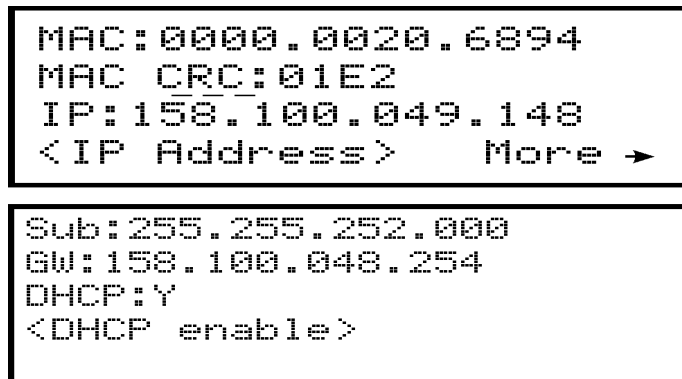 MAC:0000.0020.6894
MAC CRC:01E2
IP:158.100.049.148
<IP Address> More →
Sub:255.255.252.000
GW:158.100.048.254
DHCP:Y
<DHCP enable>